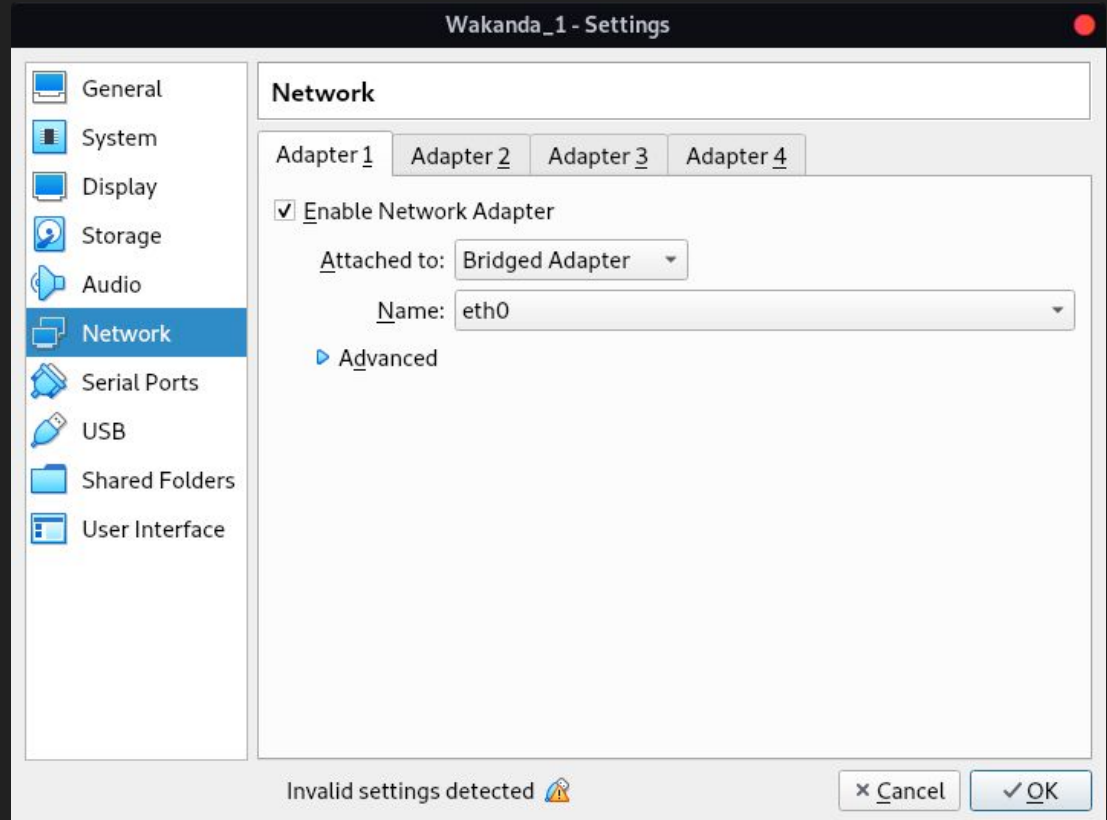 Wakanda_1 - Settings
General
System
Display
Storage
Audio
Network
Serial Ports
USB
Shared Folders
User Interface
Network
Adapter 1 Adapter 2 Adapter 3 Adapter 4
Enable Network Adapter
Attached to: Bridged Adapter
Name: eth0
Advanced
Invalid settings detected
Cancel OK